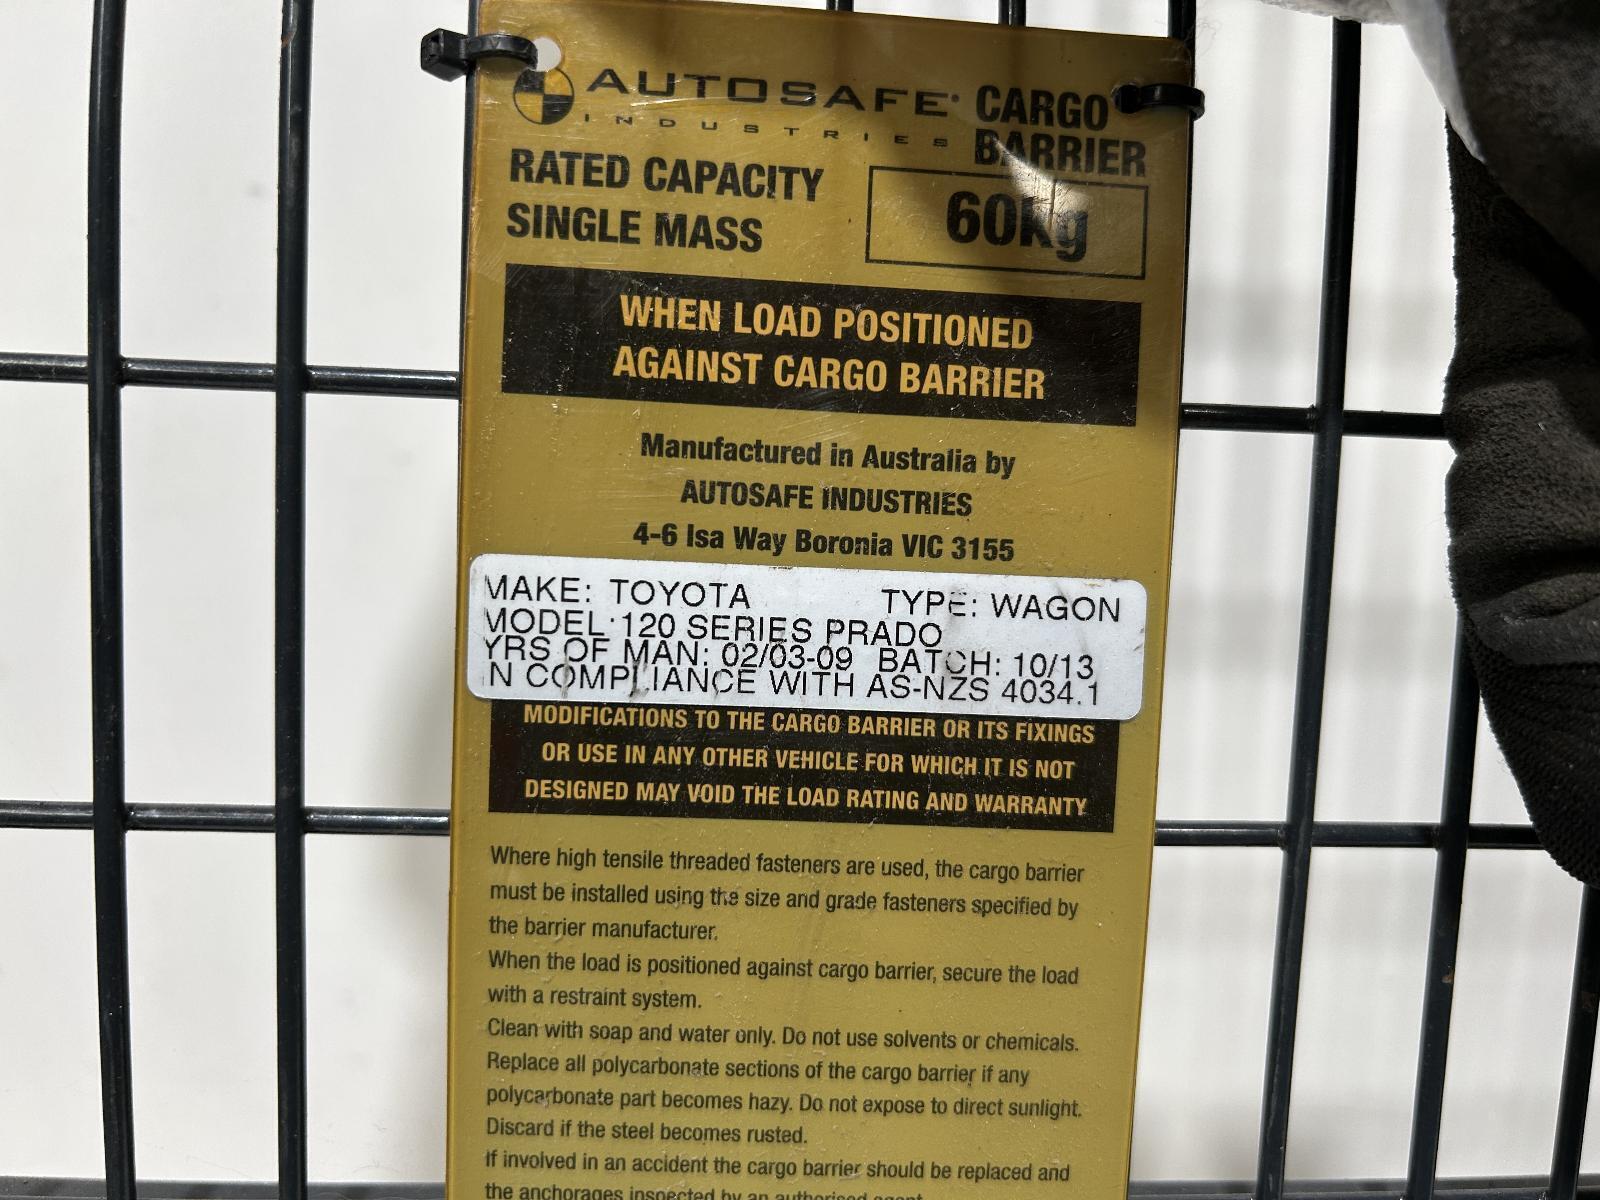 AUTOSAFE CARGO
INDUSTRIES BARRIER
RATED CAPACITY
SINGLE MASS
60Kg
WHEN LOAD POSITIONED
AGAINST CARGO BARRIER
Manufactured in Australia by
AUTOSAFE INDUSTRIES
4-6 Isa Way Boronia VIC 3155
MAKE: TOYOTA TYPE: WAGON
MODEL: 120 SERIES PRADO
YRS OF MAN: 02/03-09 BATCH: 10/13
IN COMPLIANCE WITH AS-NZS 4034.1
MODIFICATIONS TO THE CARGO BARRIER OR ITS FIXINGS
OR USE IN ANY OTHER VEHICLE FOR WHICH IT IS NOT
DESIGNED MAY VOID THE LOAD RATING AND WARRANTY
Where high tensile threaded fasteners are used, the cargo barrier
must be installed using the size and grade fasteners specified by
the barrier manufacturer.
When the load is positioned against cargo barrier, secure the load
with a restraint system.
Clean with soap and water only. Do not use solvents or chemicals.
Replace all polycarbonate sections of the cargo barrier if any
polycarbonate part becomes hazy. Do not expose to direct sunlight.
Discard if the steel becomes rusted.
If involved in an accident the cargo barrier should be replaced and
the anchorages inspected by an authorised agent